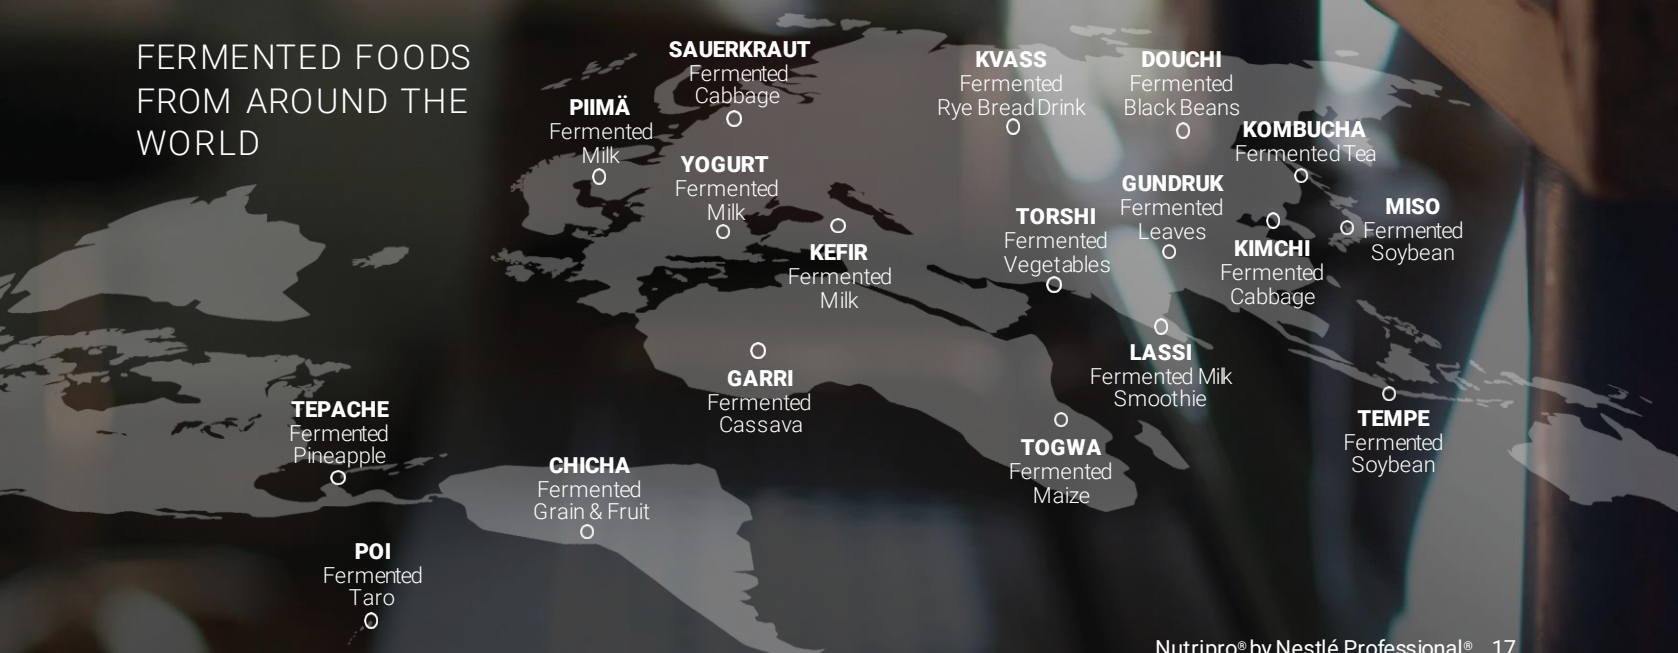 FERMENTED FOODS
FROM AROUND THE
WORLD
SAUERKRAUT
Fermented
Cabbage
PIIMÄ
Fermented
Milk
YOGURT
Fermented
Milk
KEFIR
Fermented
Milk
KVASS
Fermented
Rye Bread Drink
DOUCHI
Fermented
Black Beans
KOMBUCHA
Fermented Tea
GUNDRUK
Fermented
Leaves
TORSHI
Fermented
Vegetables
MISO
Fermented
Soybean
KIMCHI
Fermented
Cabbage
LASSI
Fermented Milk
Smoothie
GARRI
Fermented
Cassava
TEPACHE
Fermented
Pineapple
TOGWA
Fermented
Maize
TEMPE
Fermented
Soybean
CHICHA
Fermented
Grain & Fruit
POI
Fermented
Taro
Nutripro® by Nestlé Professional® 17